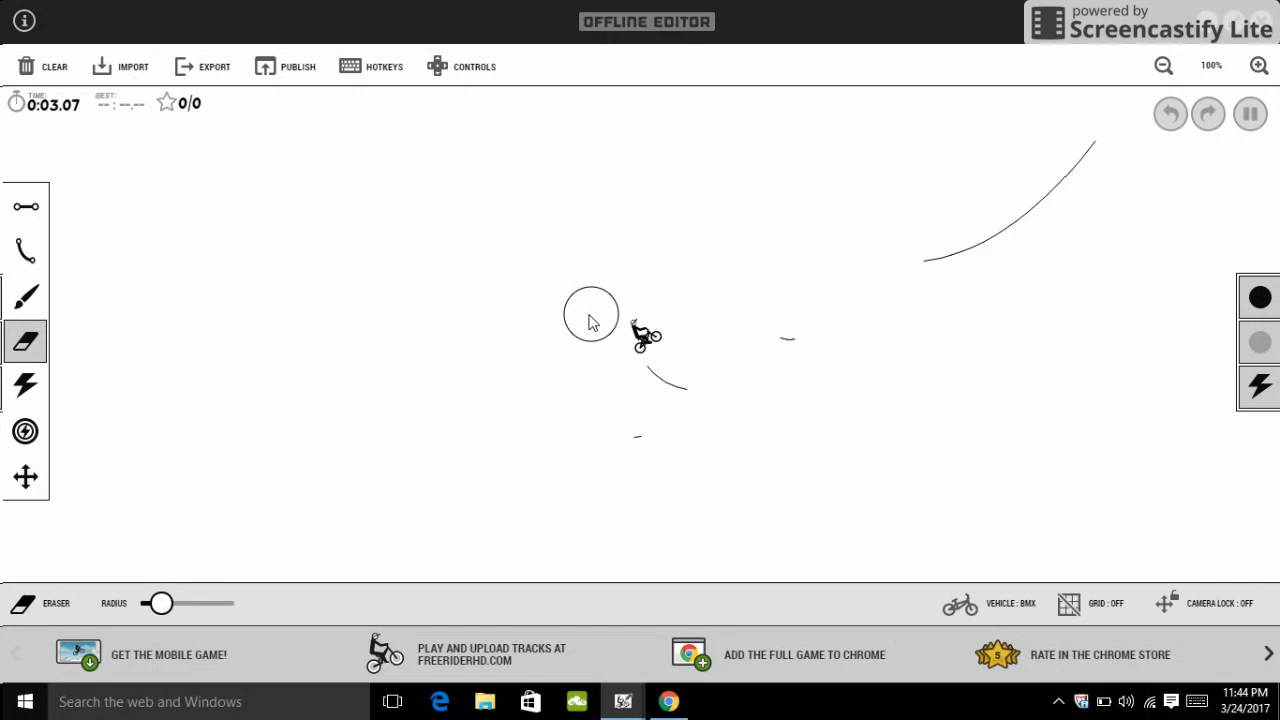 OFFLINE EDITOR
powered by
Screencastify Lite
CLEAR IMPORT EXPORT PUBLISH HOTKEYS CONTROLS 100%
TIME: 0:03.07 BEST: -- : --.-- 0/0
ERASER RADIUS VEHICLE : BMX GRID : OFF CAMERA LOCK : OFF
GET THE MOBILE GAME!
PLAY AND UPLOAD TRACKS AT
FREERIDERHD.COM
ADD THE FULL GAME TO CHROME
5
RATE IN THE CHROME STORE
Search the web and Windows
11:44 PM
3/24/2017